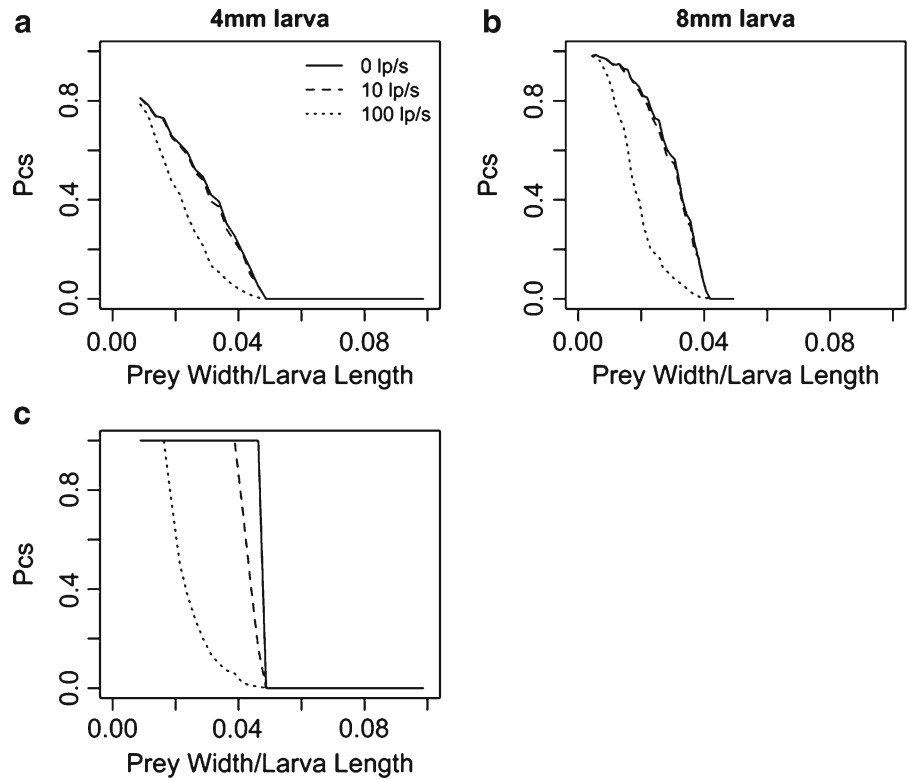 a
4mm larva
0 lp/s
10 lp/s
100 lp/s
Pcs
0.0 0.4 0.8
0.00 0.04 0.08
Prey Width/Larva Length
b
8mm larva
Pcs
0.0 0.4 0.8
0.00 0.04 0.08
Prey Width/Larva Length
c
Pcs
0.0 0.4 0.8
0.00 0.04 0.08
Prey Width/Larva Length